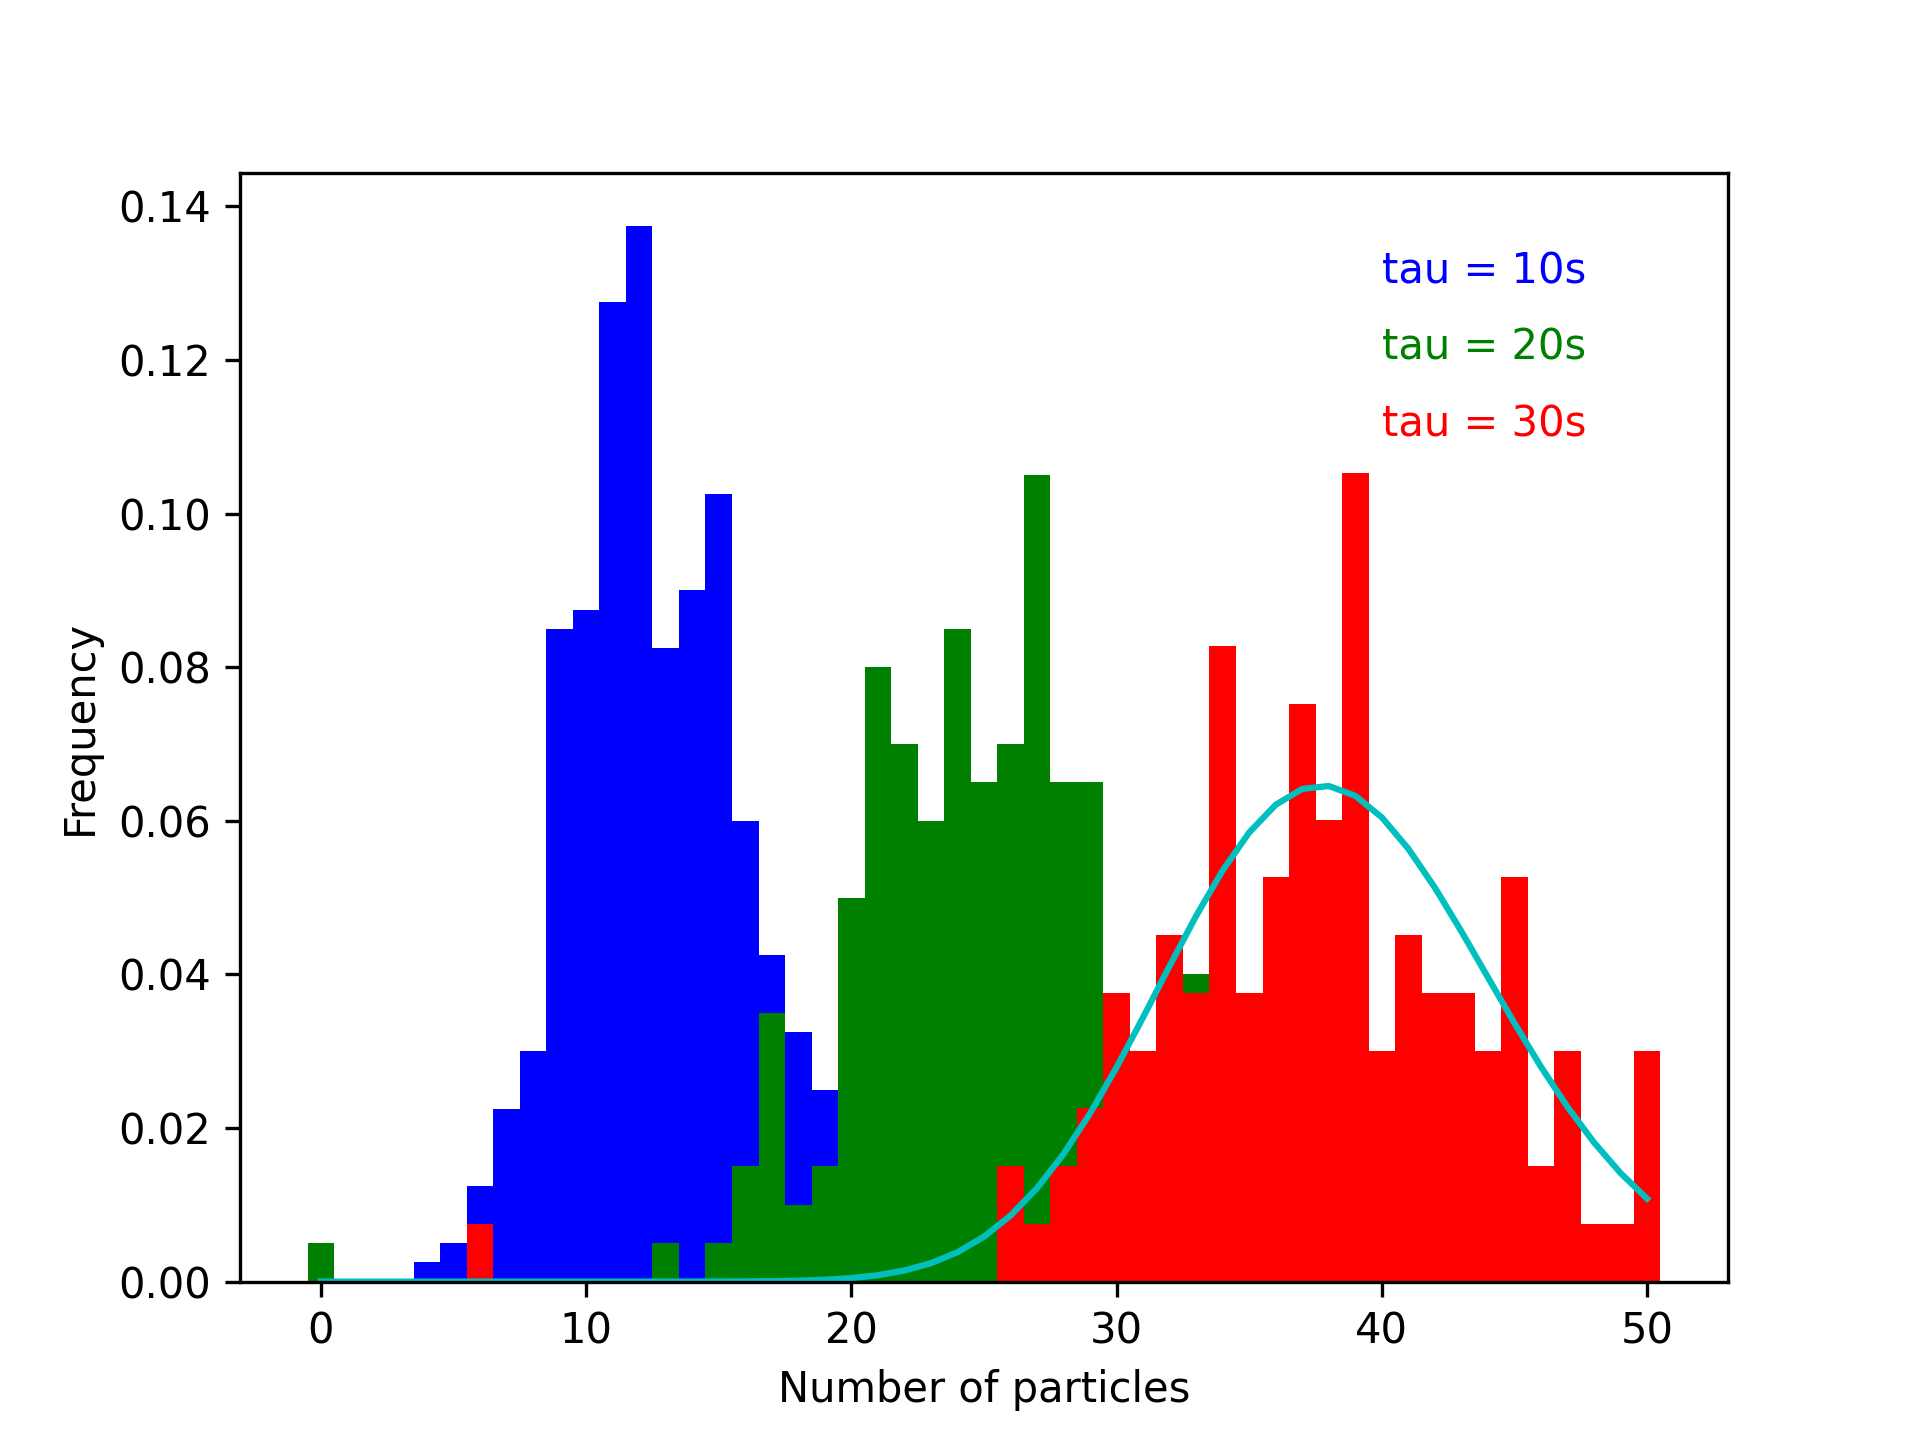 0.14
0.12
0.10
0.08
0.06
0.04
0.02
0.00
Frequency
tau = 10s
tau = 20s
tau = 30s
0 10 20 30 40 50
Number of particles